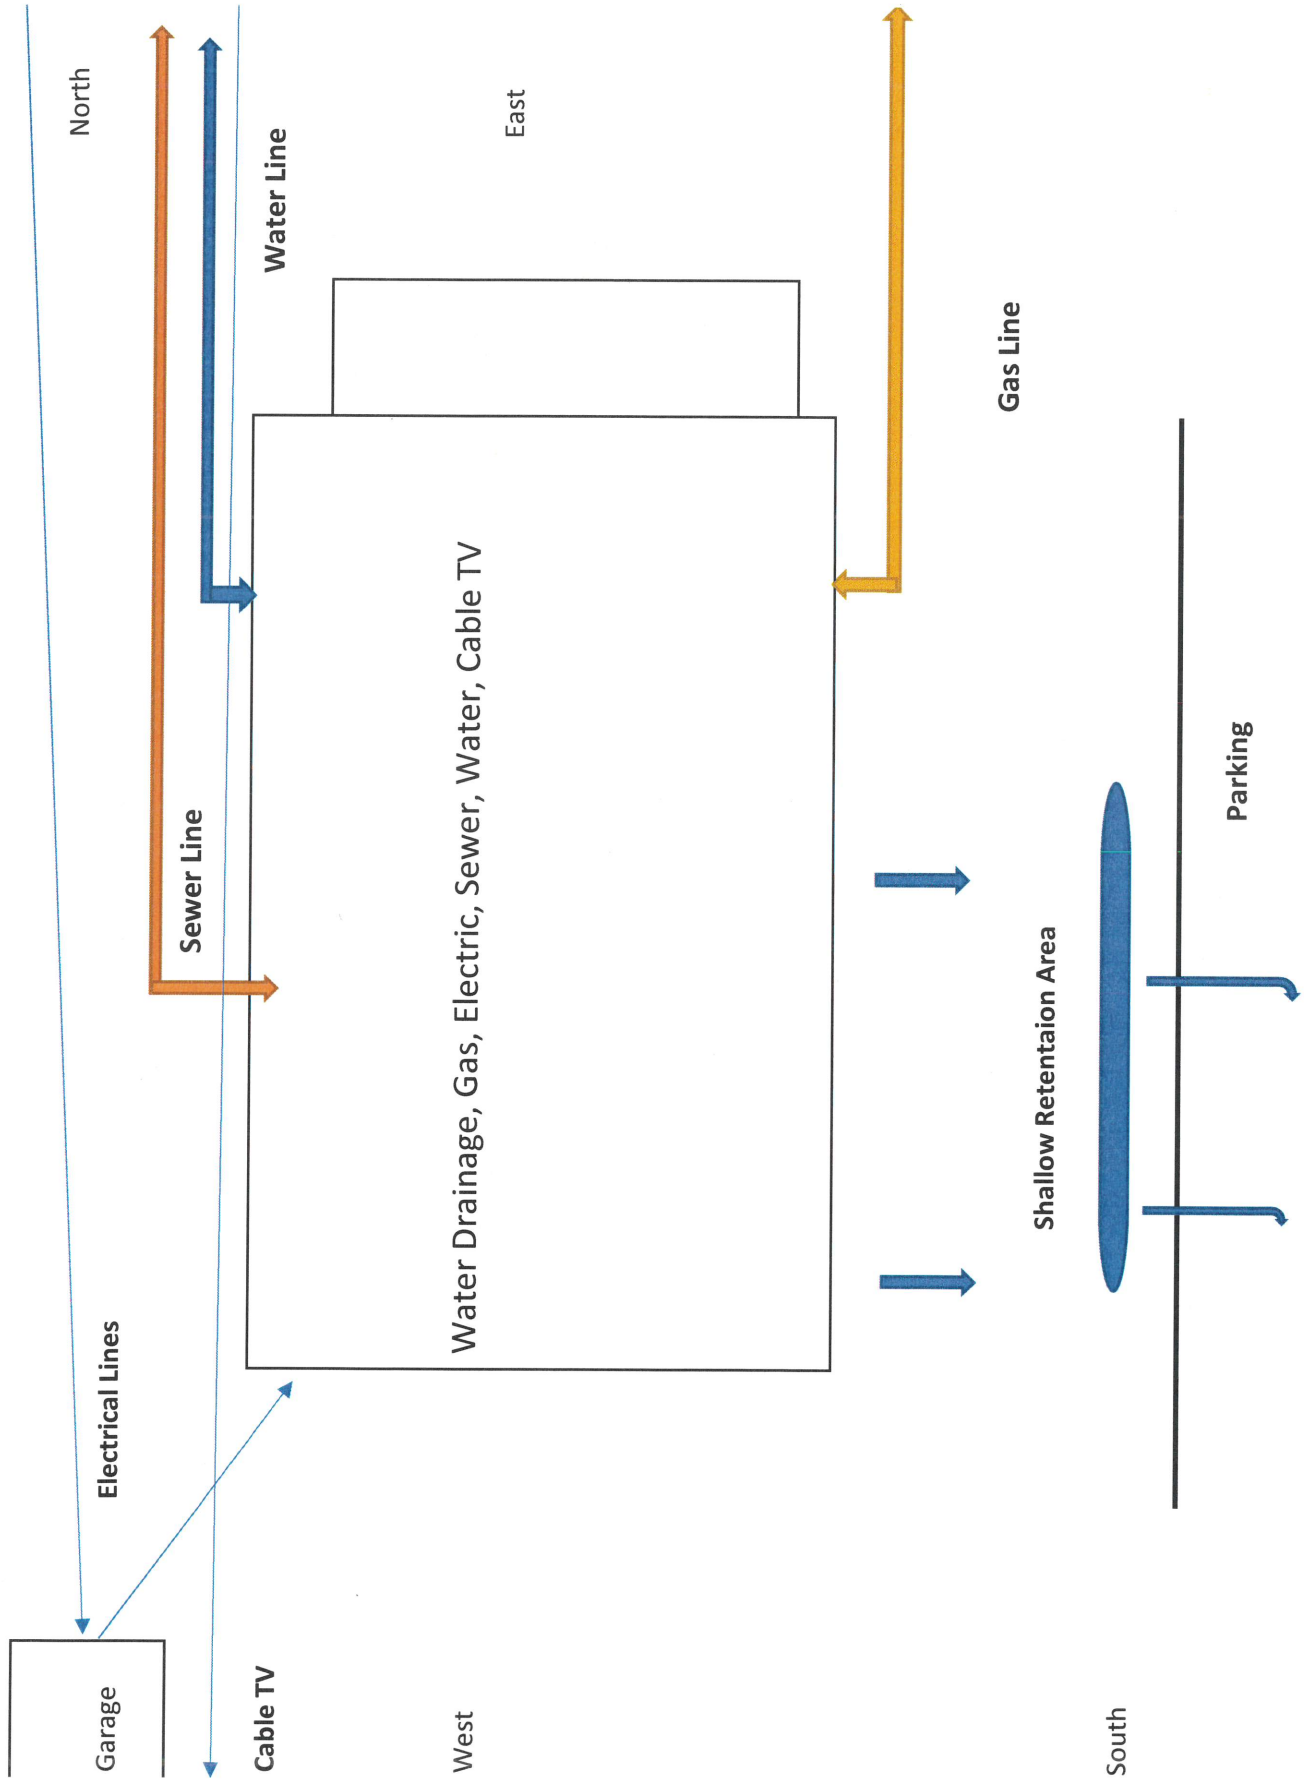 North
East
Water Line
Gas Line
Sewer Line
Water Drainage, Gas, Electric, Sewer, Water, Cable TV
Parking
Shallow Retentaion Area
Electrical Lines
Garage
Cable TV
West
South